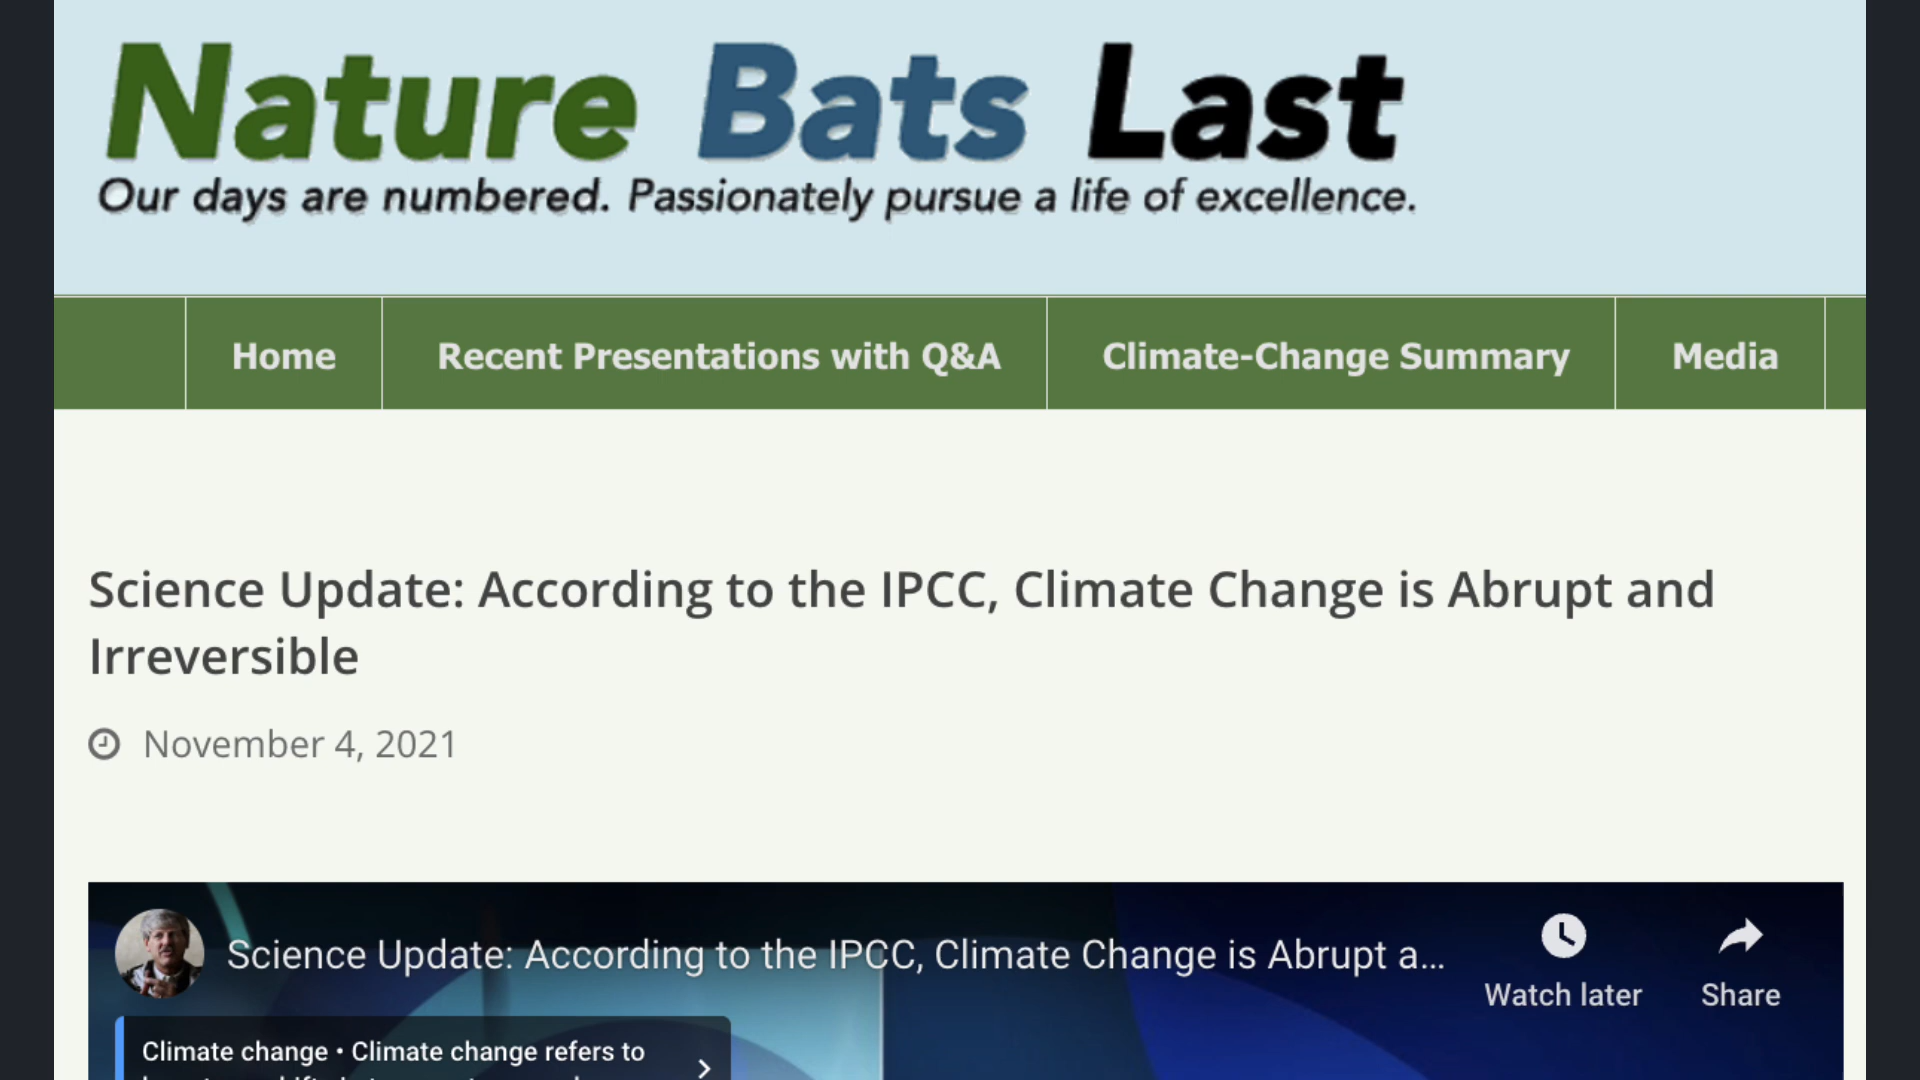 Nature Bats Last
Our days are numbered. Passionately pursue a life of excellence.
Home
Recent Presentations with Q&A
Climate-Change Summary
Media
Science Update: According to the IPCC, Climate Change is Abrupt and
Irreversible
November 4, 2021
Science Update: According to the IPCC, Climate Change is Abrupt a...
Watch later
Share
Climate change • Climate change refers to